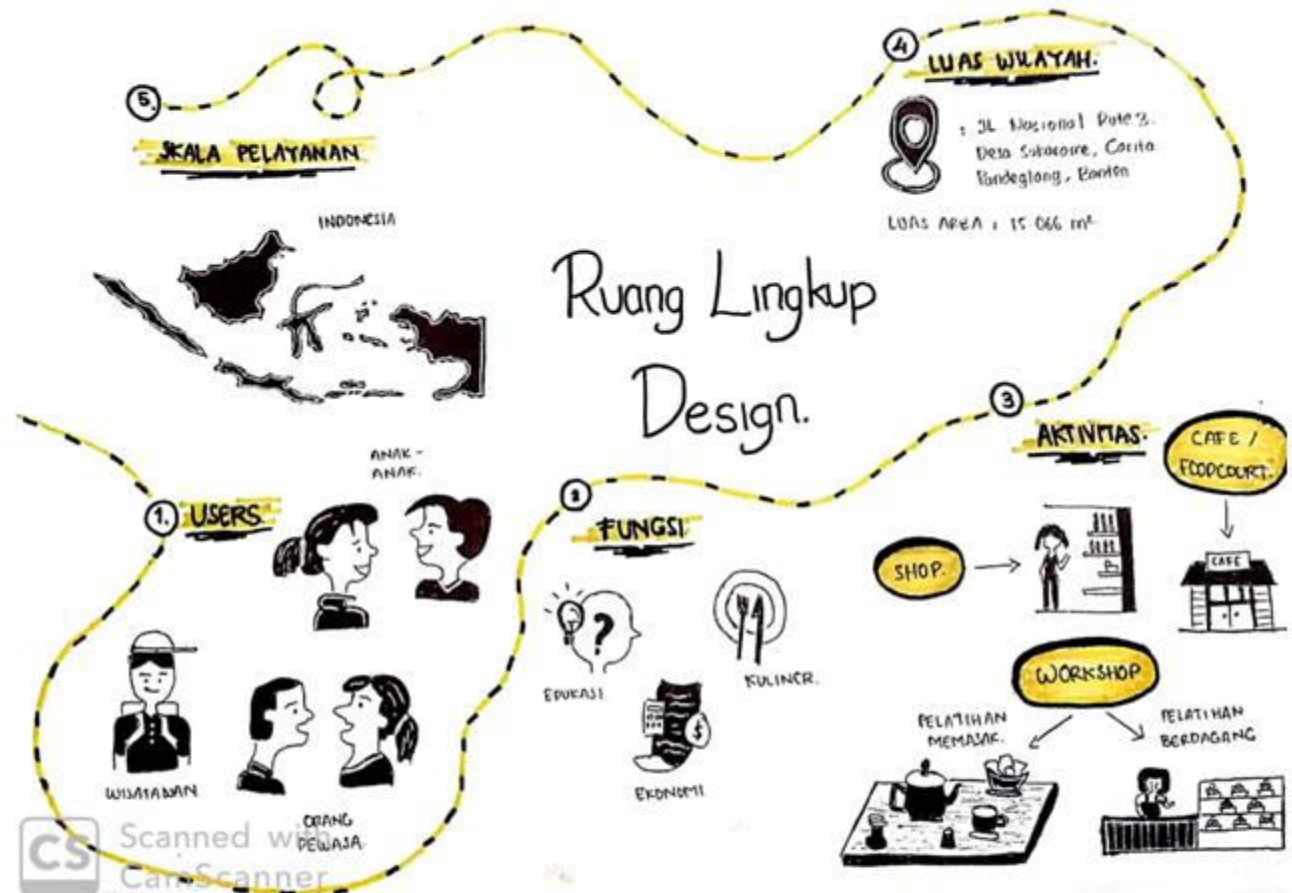 Ruang Lingkup
Design.
1.
USERS
ANAK -
ANAK.
WISATAWAN
ORANG
DEWASA.
2
FUNGSI
EDUKASI
KULINER.
EKONOMI
3
AKTIVITAS.
CAFE /
FOODCOURT.
CAFE
SHOP.
WORKSHOP
PELATIHAN
MEMASAK.
PELATIHAN
BERDAGANG
4
LUAS WILAYAH.
: JL Nasional Rute 3.
Desa Sukarame, Carita
Pandeglang, Banten
LUAS AREA : 15.066 m²
5.
SKALA PELAYANAN
INDONESIA
CS
Scanned with
CamScanner